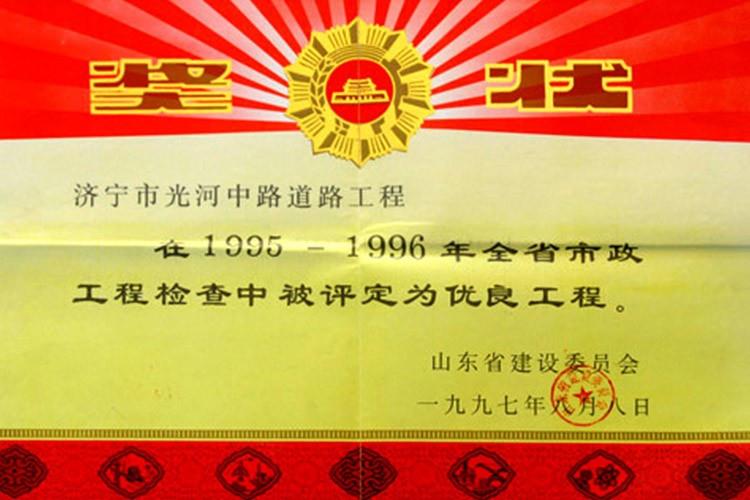 奖状
济宁市光河中路道路工程
在1995-1996年全省市政
工程检查中被评定为优良工程。
山东省建设委员会
一九九七年八月八日